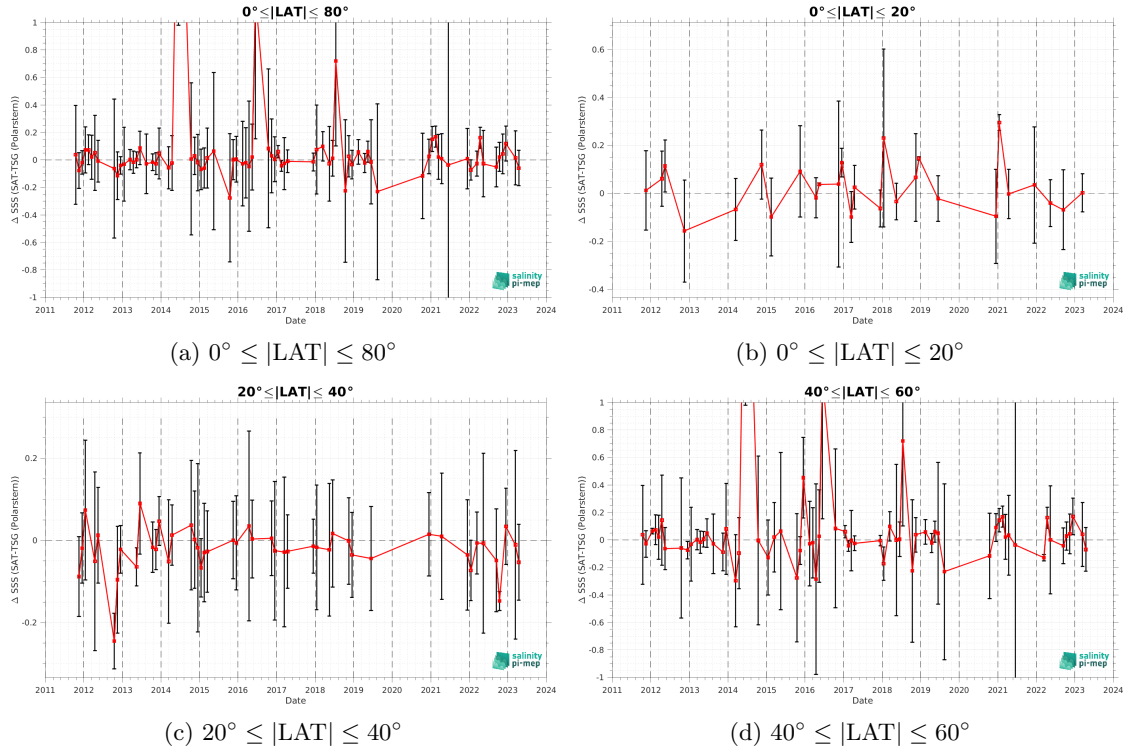 0°≤|LAT|≤ 80°
1
0.8
0.6
0.4
0.2
0
-0.2
-0.4
-0.6
-0.8
-1
Δ SSS (SAT-TSG (Polarstern))
2011 2012 2013 2014 2015 2016 2017 2018 2019 2020 2021 2022 2023 2024
Date
salinity
pi-mep
(a) 0° ≤ |LAT| ≤ 80°
0°≤|LAT|≤ 20°
0.6
0.4
0.2
0
-0.2
-0.4
Δ SSS (SAT-TSG (Polarstern))
2011 2012 2013 2014 2015 2016 2017 2018 2019 2020 2021 2022 2023 2024
Date
salinity
pi-mep
(b) 0° ≤ |LAT| ≤ 20°
20°≤|LAT|≤ 40°
0.2
0
-0.2
Δ SSS (SAT-TSG (Polarstern))
2011 2012 2013 2014 2015 2016 2017 2018 2019 2020 2021 2022 2023 2024
Date
salinity
pi-mep
(c) 20° ≤ |LAT| ≤ 40°
40°≤|LAT|≤ 60°
1
0.8
0.6
0.4
0.2
0
-0.2
-0.4
-0.6
-0.8
-1
Δ SSS (SAT-TSG (Polarstern))
2011 2012 2013 2014 2015 2016 2017 2018 2019 2020 2021 2022 2023 2024
Date
salinity
pi-mep
(d) 40° ≤ |LAT| ≤ 60°